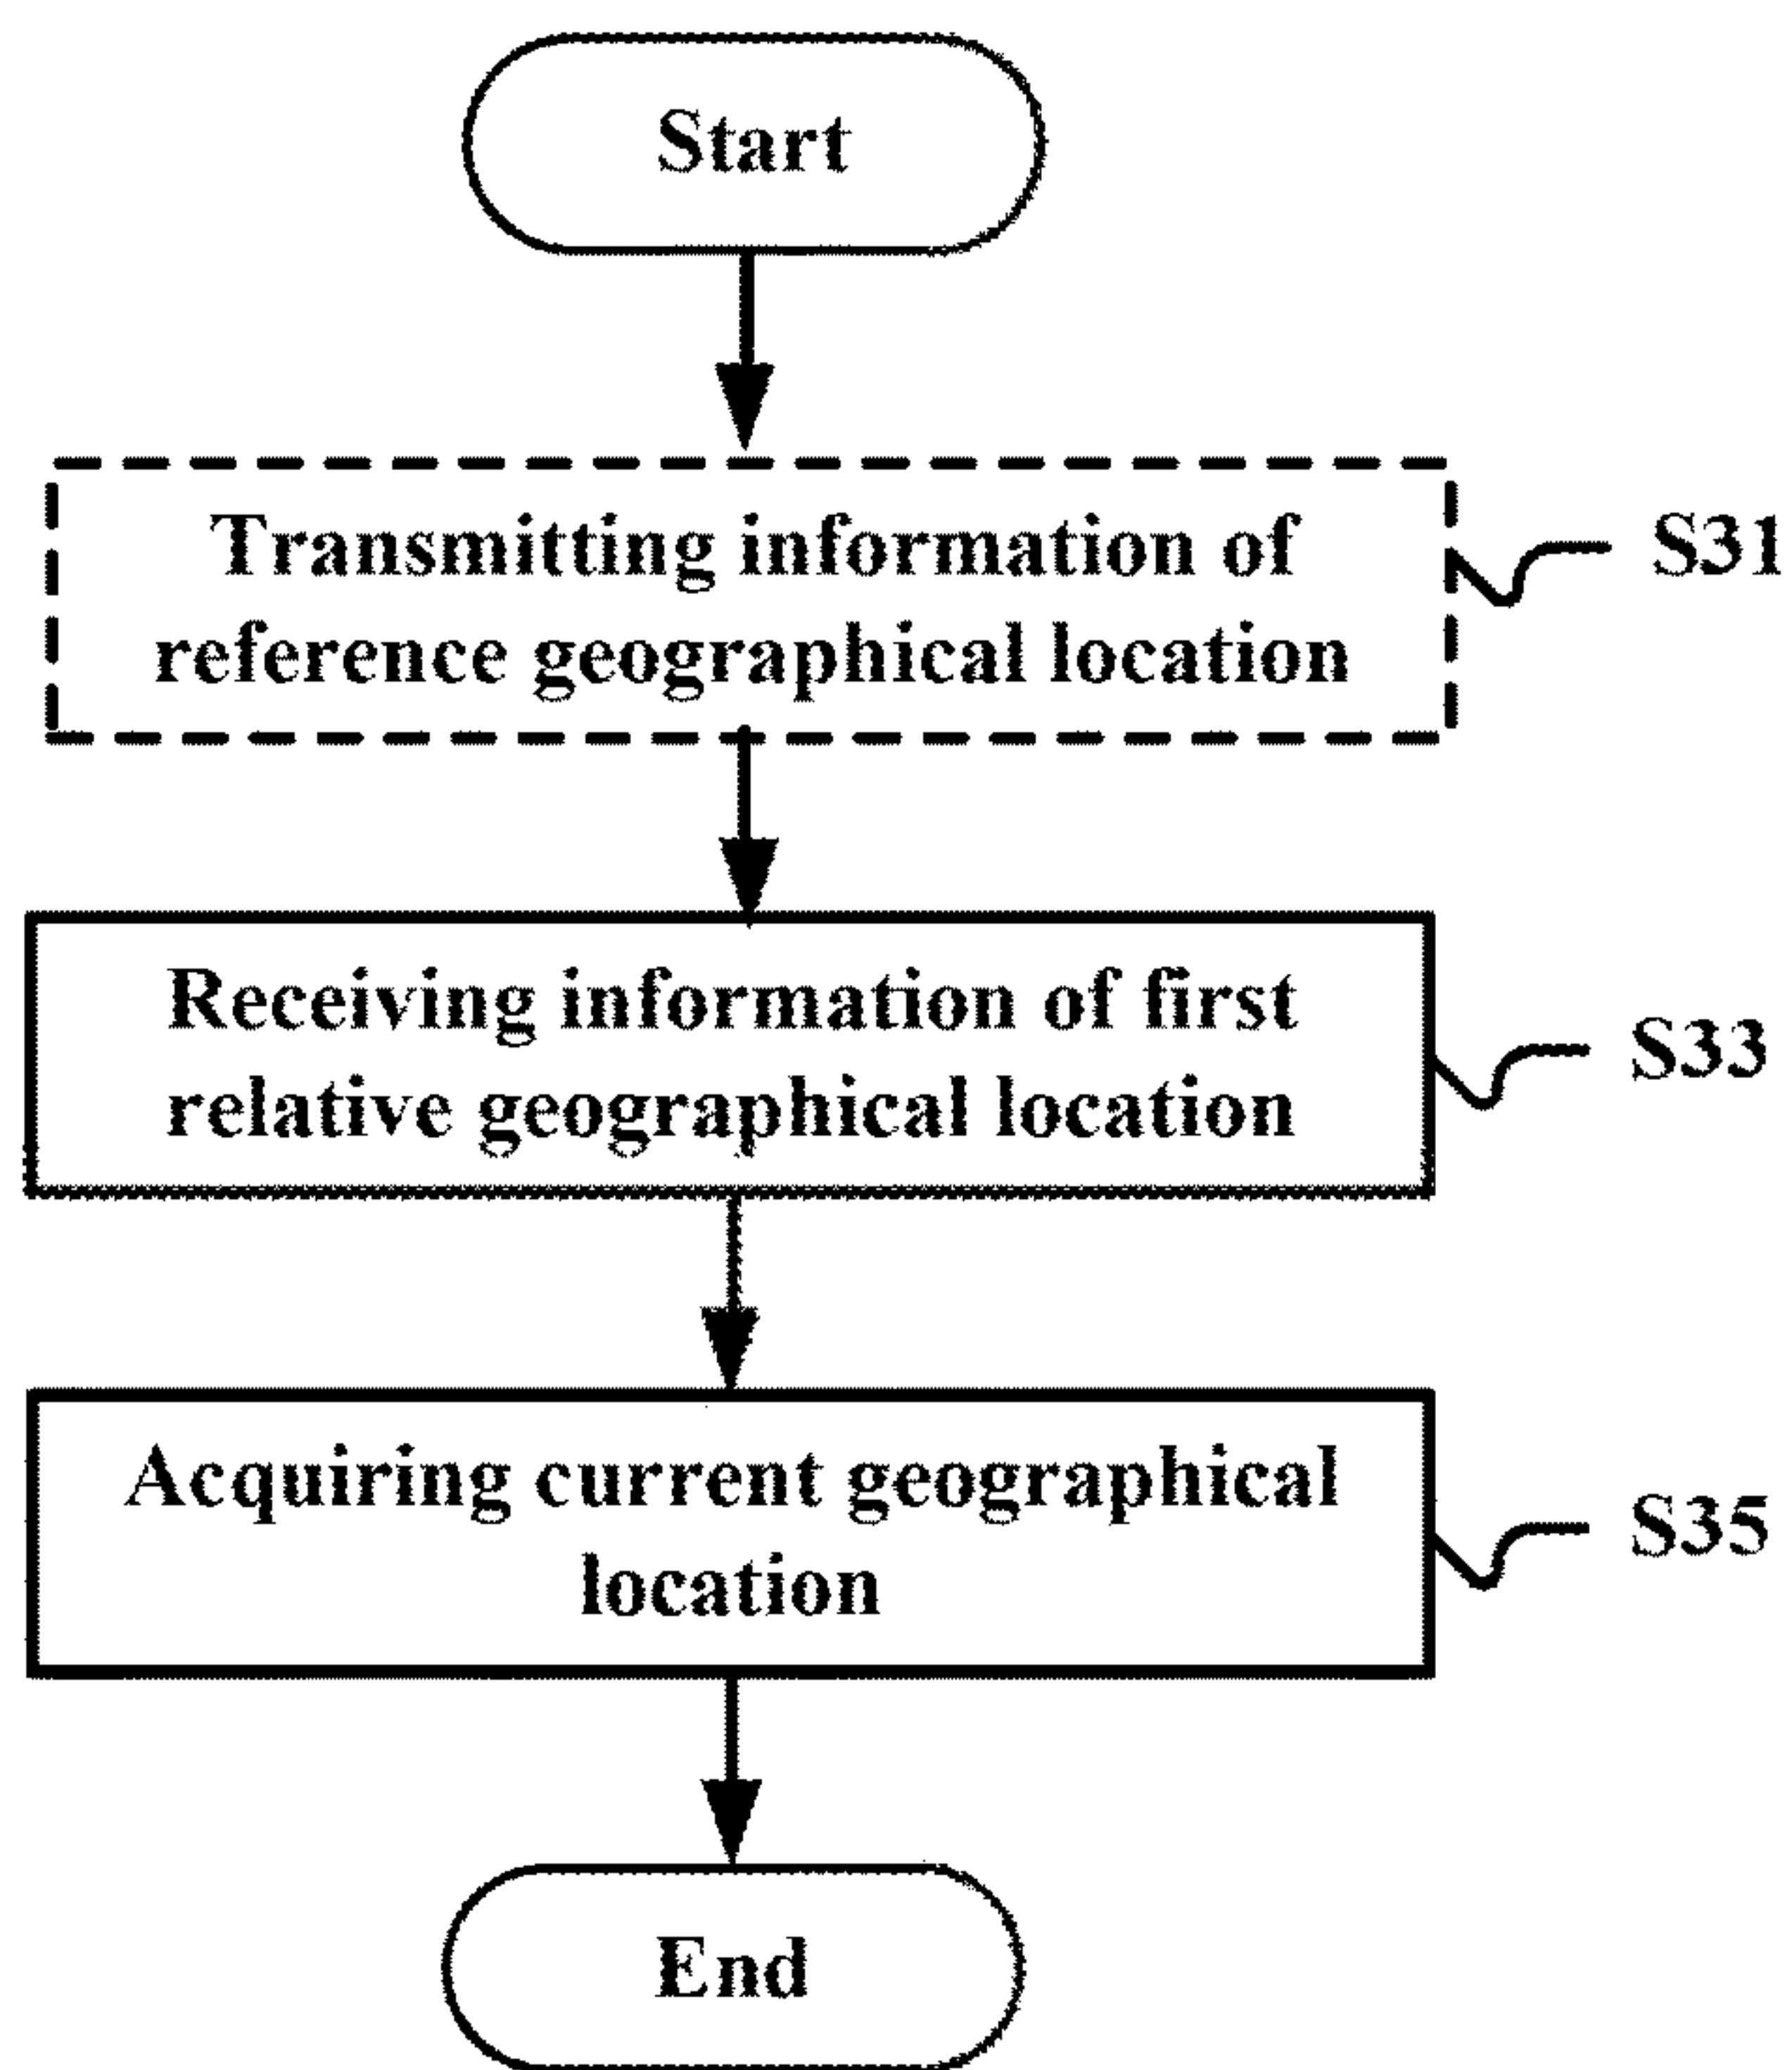 Start
Transmitting information of
reference geographical location
S31
Receiving information of first
relative geographical location
S33
Acquiring current geographical
location
S35
End